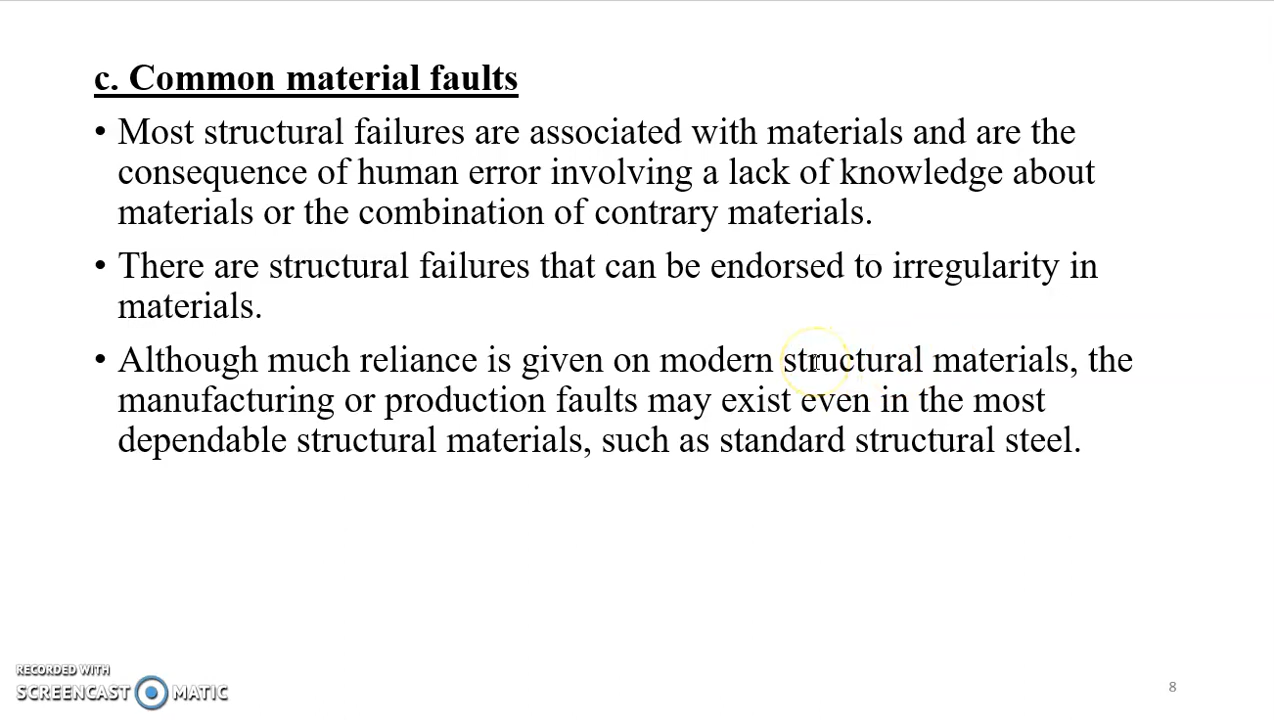 c. Common material faults
• Most structural failures are associated with materials and are the
consequence of human error involving a lack of knowledge about
materials or the combination of contrary materials.
• There are structural failures that can be endorsed to irregularity in
materials.
• Although much reliance is given on modern structural materials, the
manufacturing or production faults may exist even in the most
dependable structural materials, such as standard structural steel.
RECORDED WITH
SCREENCAST MATIC
8